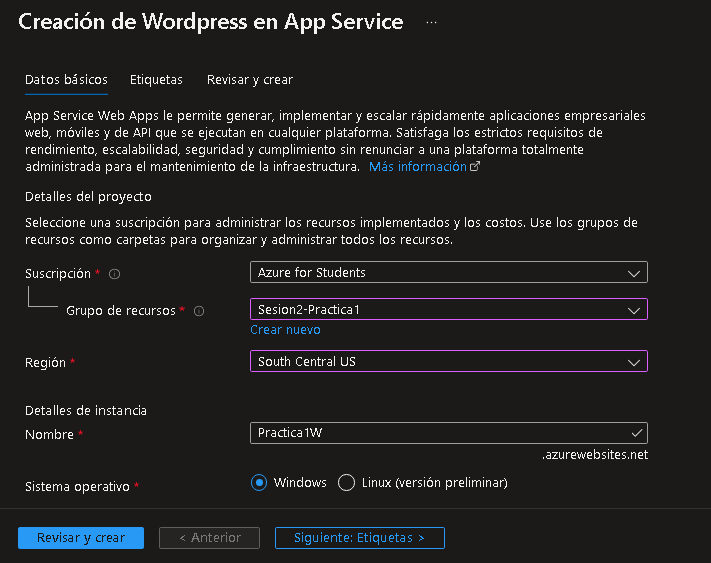 Creación de Wordpress en App Service ...
Datos básicos Etiquetas Revisar y crear
App Service Web Apps le permite generar, implementar y escalar rápidamente aplicaciones empresariales
web, móviles y de API que se ejecutan en cualquier plataforma. Satisfaga los estrictos requisitos de
rendimiento, escalabilidad, seguridad y cumplimiento sin renunciar a una plataforma totalmente
administrada para el mantenimiento de la infraestructura. Más información
Detalles del proyecto
Seleccione una suscripción para administrar los recursos implementados y los costos. Use los grupos de
recursos como carpetas para organizar y administrar todos los recursos.
Suscripción * Azure for Students
Grupo de recursos * Sesion2-Practica1
Crear nuevo
Región * South Central US
Detalles de instancia
Nombre * Practica1W
.azurewebsites.net
Sistema operativo * Windows Linux (versión preliminar)
Revisar y crear < Anterior Siguiente: Etiquetas >